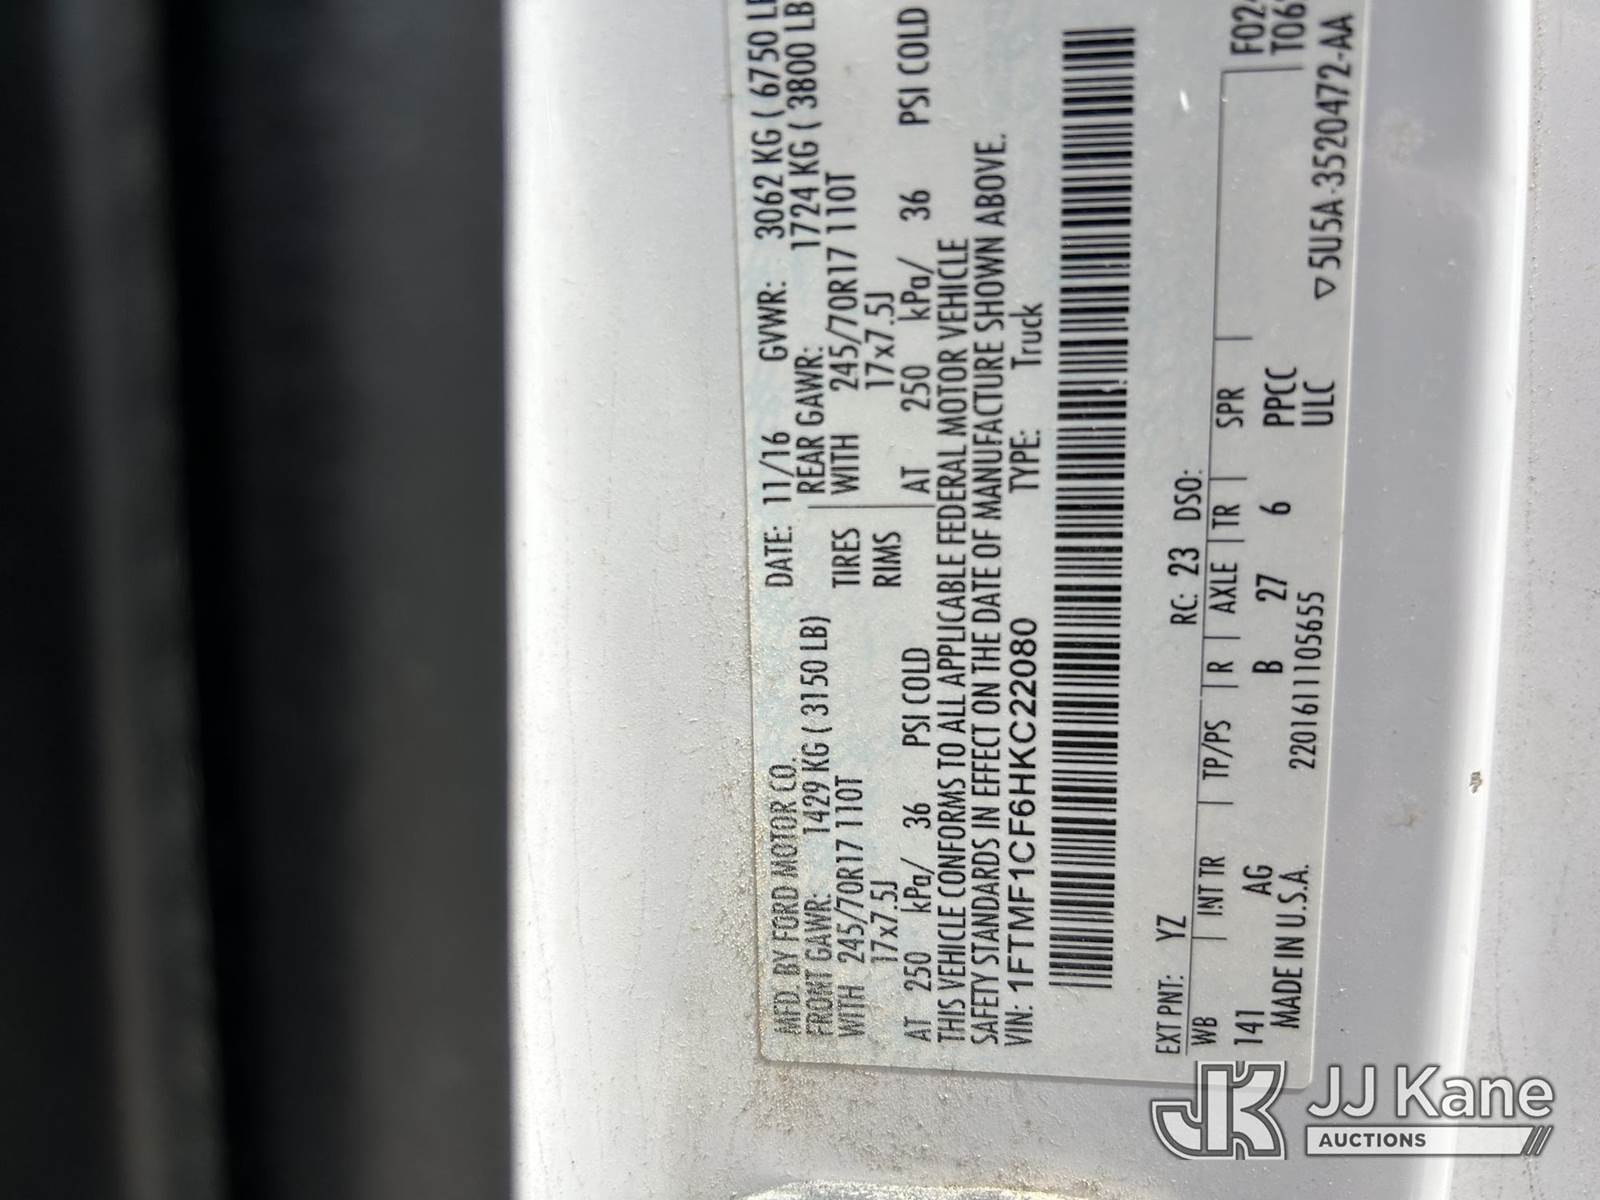 MFD. BY FORD MOTOR CO. DATE: 11/16 GVWR: 3062 KG ( 6750 LB
FRONT GAWR: 1429 KG ( 3150 LB) REAR GAWR: 1724 KG ( 3800 LB
WITH 245/70R17 110T TIRES WITH 245/70R17 110T
17x7.5J RIMS 17x7.5J
AT 250 kPa/ 36 PSI COLD AT 250 kPa/ 36 PSI COLD
THIS VEHICLE CONFORMS TO ALL APPLICABLE FEDERAL MOTOR VEHICLE
SAFETY STANDARDS IN EFFECT ON THE DATE OF MANUFACTURE SHOWN ABOVE.
VIN: 1FTMF1CF6HKC22080 TYPE: Truck
EXT PNT: YZ RC: 23 DSO:
WB INT TR TP/PS R AXLE TR SPR F024
141 AG B 27 6 PPCC T06
MADE IN U.S.A. 220161110565​5 ULC ▽5U5A-3520472-AA
JJ Kane
AUCTIONS